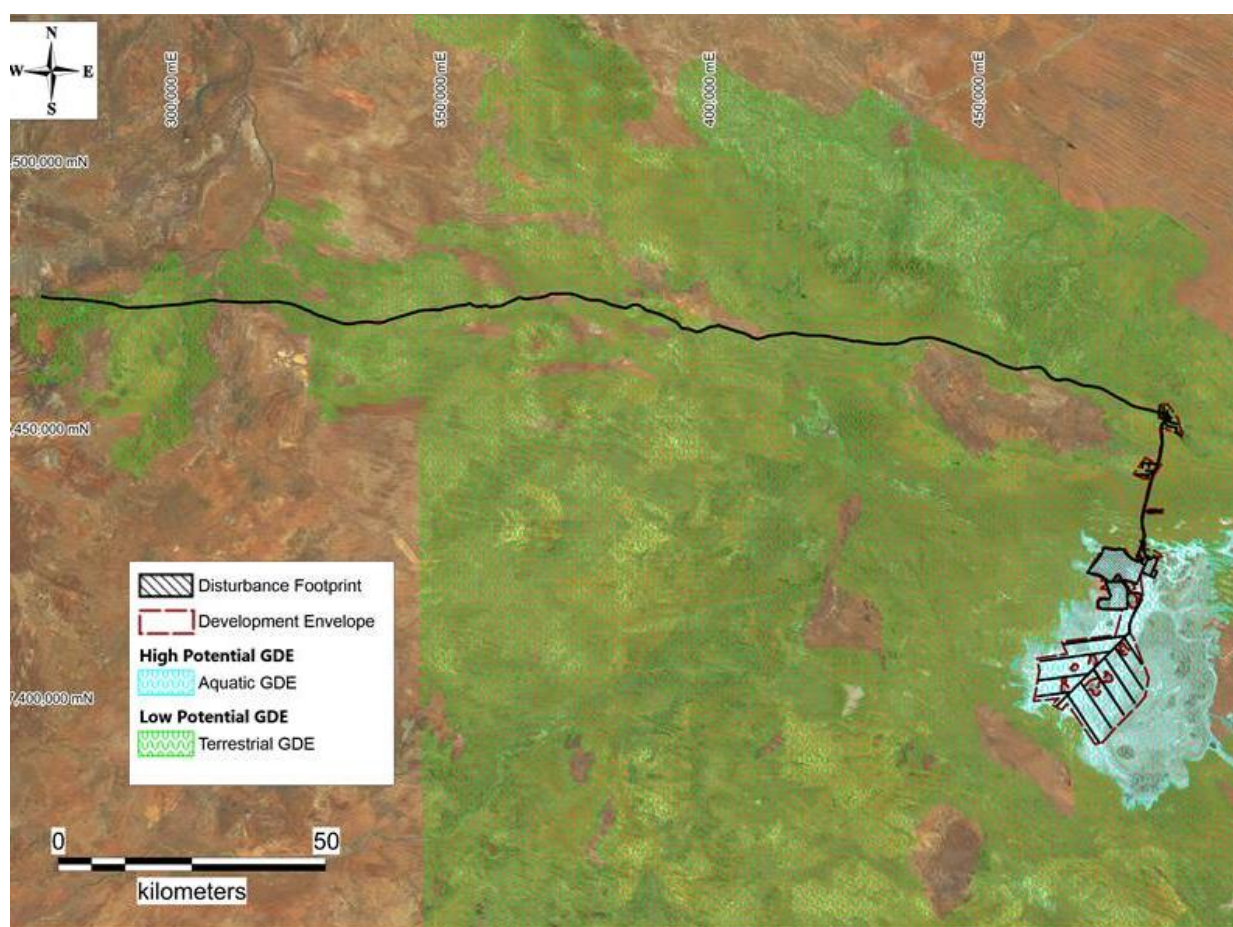 N
W E
S
300,000 mE
350,000 mE
400,000 mE
450,000 mE
,500,000 mN
,450,000 mN
7,400,000 mN
Disturbance Footprint
Development Envelope
High Potential GDE
Aquatic GDE
Low Potential GDE
Terrestrial GDE
0 50
kilometers